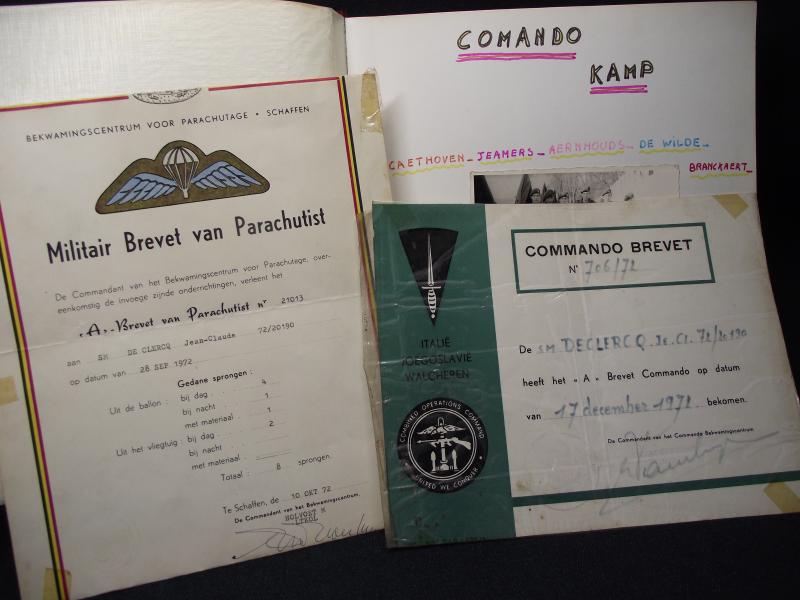 COMANDO
KAMP
CAETHOVEN - JEAMERS - AERNHOUDS - DE WILDE -
BRANCKAERT -
BEKWAMINGSCENTRUM VOOR PARACHUTAGE • SCHAFFEN
Militair Brevet van Parachutist
De Commandant van het Bekwamingscentrum voor Parachutage, over-
eenkomstig de invoege zijnde onderrichtingen, verleent het
«A»-Brevet van Parachutist nr 21013
aan SM DE CLERCQ Jean-Claude 72/20190
op datum van 28 SEP 1972
Gedane sprongen:
Uit de ballon: bij dag 4
bij nacht 1
met materiaal 1
Uit het vliegtuig: bij dag 2
bij nacht
met materiaal
Totaal: 8 sprongen.
Te Schaffen, de 10 OKT 72
De Commandant van het Bekwamingscentrum.
HOLVOET M
LTKOL
ITALIË
JOEGOSLAVIË
WALCHEREN
COMBINED OPERATIONS COMMAND
UNITED WE CONQUER
COMMANDO BREVET
N° 706/72
De SM DECLERCQ. J.Cl. 72/20190
heeft het «A» Brevet Commando op datum
van 17 december 1972 bekomen.
De Commandant van het Commando Bekwamingscentrum.